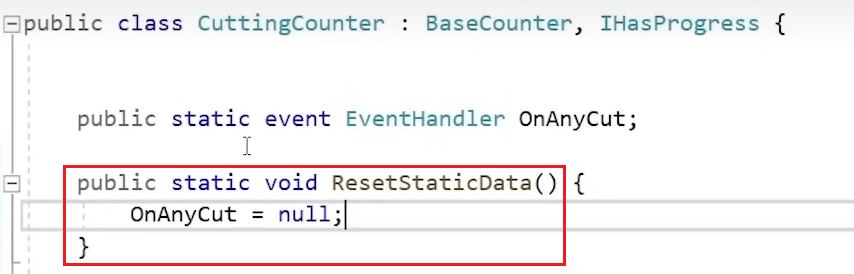 public class CuttingCounter : BaseCounter, IHasProgress {
public static event EventHandler OnAnyCut;
public static void ResetStaticData() {
OnAnyCut = null;
}